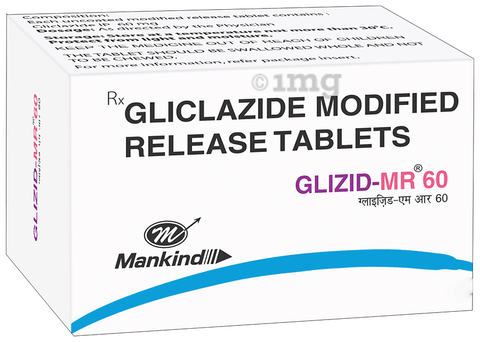 Composition:
Each uncoated modified release tablet contains :
Gliclazide IP 60 mg
Dosage: As directed by the Physician
Storage: Store at a temperature not more than 30°C.
Protect from light and moisture.
KEEP THE MEDICINE OUT OF REACH OF CHILDREN
THE TABLET SHOULD BE SWALLOWED WHOLE AND NOT
TO BE CHEWED.
For more information, refer package insert.
© 1mg
Rx GLICLAZIDE MODIFIED
RELEASE TABLETS
GLIZID-MR® 60
ग्लाइज़िड-एम आर 60
Mankind
GLIZID-MR® 60